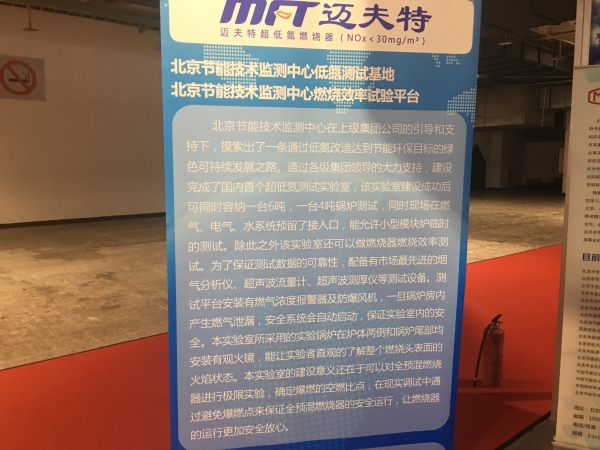 MFT 迈夫特
迈夫特超低氮燃烧器（NOx＜30mg/m³）
北京节能技术监测中心低氮测试基地
北京节能技术监测中心燃烧效率试验平台
北京节能技术监测中心在上级集团公司的引导和支
持下，摸索出了一条通过低氮改造达到节能环保目标的绿
色可持续发展之路。通过各级集团领导的大力支持，建设
完成了国内首个超低氮测试实验室，该实验室建设成功后
可同时容纳一台6吨，一台4吨锅炉测试，同时现场在燃
气、电气、水系统预留了接入口，能允许小型模块炉临时
的测试。除此之外该实验室还可以做燃烧器燃烧效率测
试。为了保证测试数据的可靠性，配备有市场最先进的烟
气分析仪、超声波流量计、超声波测厚仪等测试设备。测
试平台安装有燃气浓度报警器及防爆风机，一旦锅炉房内
产生燃气泄漏，安全系统会自动启动，保证实验室内的安
全。本实验室所采用的实验锅炉在炉体两侧和锅炉尾部均
安装有观火镜，能让实验者直观的了解整个燃烧头表面的
火焰状态。本实验室的建设意义还在于可以对全预混燃烧
器进行极限实验，确定爆燃的空燃比点，在现实调试中通
过避免爆燃点来保证全预混燃烧器的安全运行，让燃烧器
的运行更加安全放心。
目前